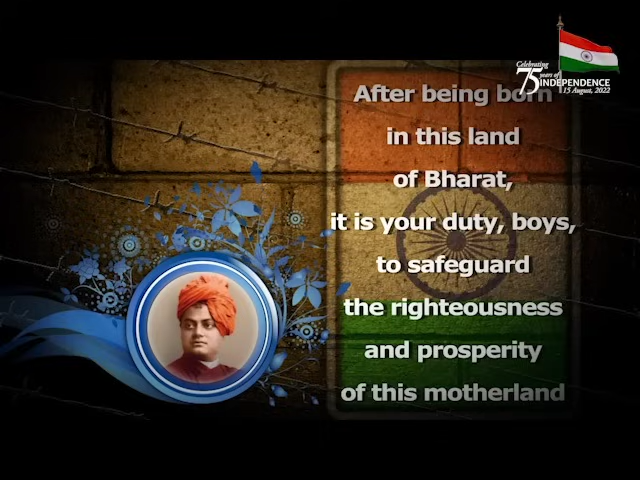 Celebrating
75 years of
INDEPENDENCE
15 August, 2022
After being born
in this land
of Bharat,
it is your duty, boys,
to safeguard
the righteousness
and prosperity
of this motherland